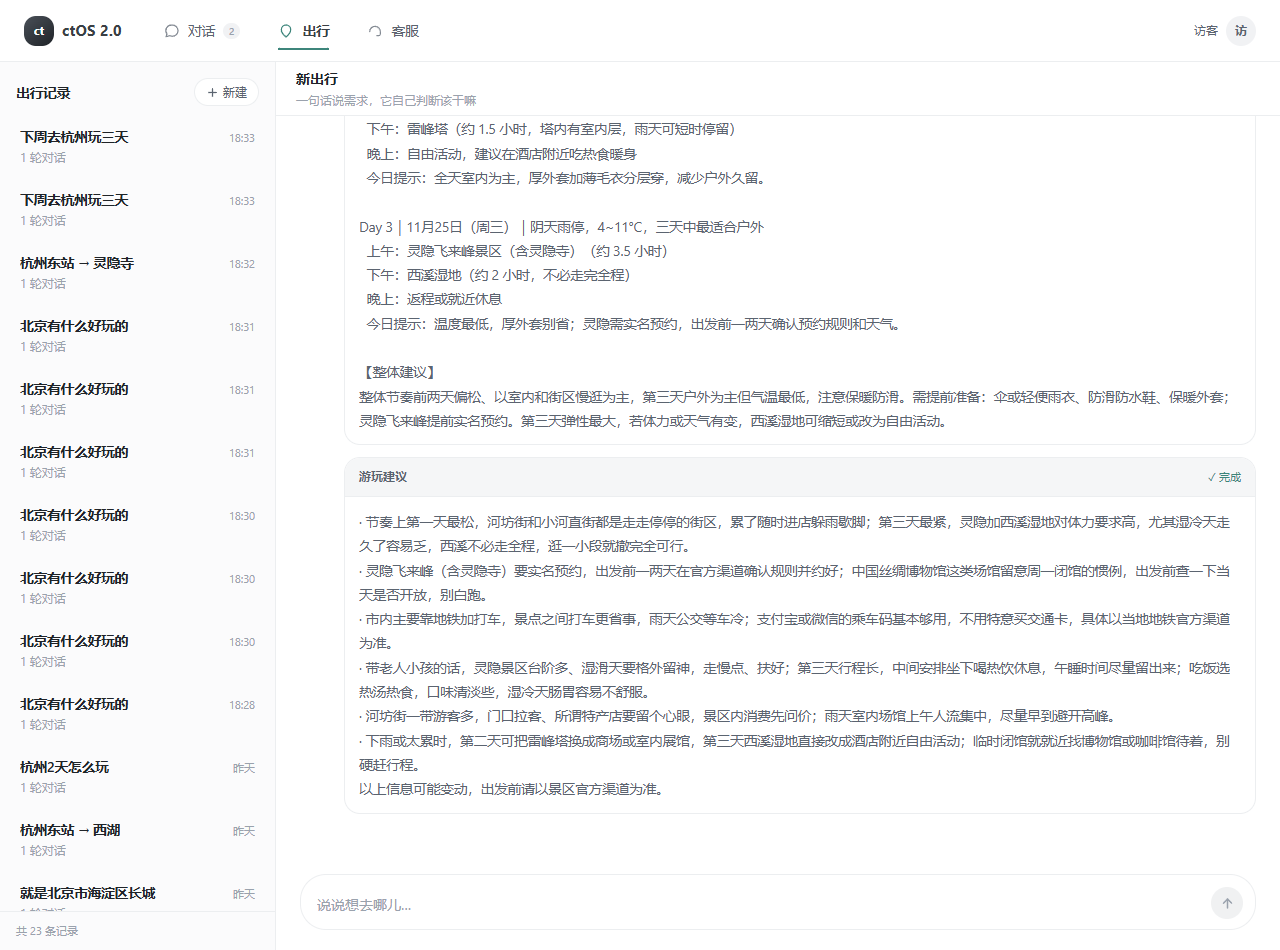 ct ctOS 2.0 对话 2 出行 客服 访客 访
出行记录 + 新建
下周去杭州玩三天 18:33
1 轮对话
下周去杭州玩三天 18:33
1 轮对话
杭州东站 → 灵隐寺 18:32
1 轮对话
北京有什么好玩的 18:31
1 轮对话
北京有什么好玩的 18:31
1 轮对话
北京有什么好玩的 18:31
1 轮对话
北京有什么好玩的 18:30
1 轮对话
北京有什么好玩的 18:30
1 轮对话
北京有什么好玩的 18:30
1 轮对话
北京有什么好玩的 18:28
1 轮对话
杭州2天怎么玩 昨天
1 轮对话
杭州东站 → 西湖 昨天
1 轮对话
就是北京市海淀区长城 昨天
共 23 条记录
新出行
一句话说需求，它自己判断该干嘛
下午：雷峰塔（约 1.5 小时，塔内有室内层，雨天可短时停留）
晚上：自由活动，建议在酒店附近吃热食暖身
今日提示：全天室内为主，厚外套加薄毛衣分层穿，减少户外久留。
Day 3｜11月25日（周三）｜阴天雨停，4~11°C，三天中最适合户外
上午：灵隐飞来峰景区（含灵隐寺）（约 3.5 小时）
下午：西溪湿地（约 2 小时，不必走完全程）
晚上：返程或就近休息
今日提示：温度最低，厚外套别省；灵隐需实名预约，出发前一两天确认预约规则和天气。
【整体建议】
整体节奏前两天偏松、以室内和街区慢逛为主，第三天户外为主但气温最低，注意保暖防滑。需提前准备：伞或轻便雨衣、防滑防水鞋、保暖外套；
灵隐飞来峰提前实名预约。第三天弹性最大，若体力或天气有变，西溪湿地可缩短或改为自由活动。
游玩建议 ✓ 完成
· 节奏上第一天最松，河坊街和小河直街都是走走停停的街区，累了随时进店躲雨歇脚；第三天最紧，灵隐加西溪湿地对体力要求高，尤其湿冷天走
久了容易乏，西溪不必走全程，逛一小段就撤完全可行。
· 灵隐飞来峰（含灵隐寺）要实名预约，出发前一两天在官方渠道确认规则并约好；中国丝绸博物馆这类场馆留意周一闭馆的惯例，出发前查一下当
天是否开放，别白跑。
· 市内主要靠地铁加打车，景点之间打车更省事，雨天公交等车冷；支付宝或微信的乘车码基本够用，不用特意买交通卡，具体以当地地铁官方渠道
为准。
· 带老人小孩的话，灵隐景区台阶多、湿滑天要格外留神，走慢点、扶好；第三天行程长，中间安排坐下喝热饮休息，午睡时间尽量留出来；吃饭选
热汤热食，口味清淡些，湿冷天肠胃容易不舒服。
· 河坊街一带游客多，门口拉客、所谓特产店要留个心眼，景区内消费先问价；雨天室内场馆上午人流集中，尽量早到避开高峰。
· 下雨或太累时，第二天可把雷峰塔换成商场或室内展馆，第三天西溪湿地直接改成酒店附近自由活动；临时闭馆就就近找博物馆或咖啡馆待着，别
硬赶行程。
以上信息可能变动，出发前请以景区官方渠道为准。
说说想去哪儿...